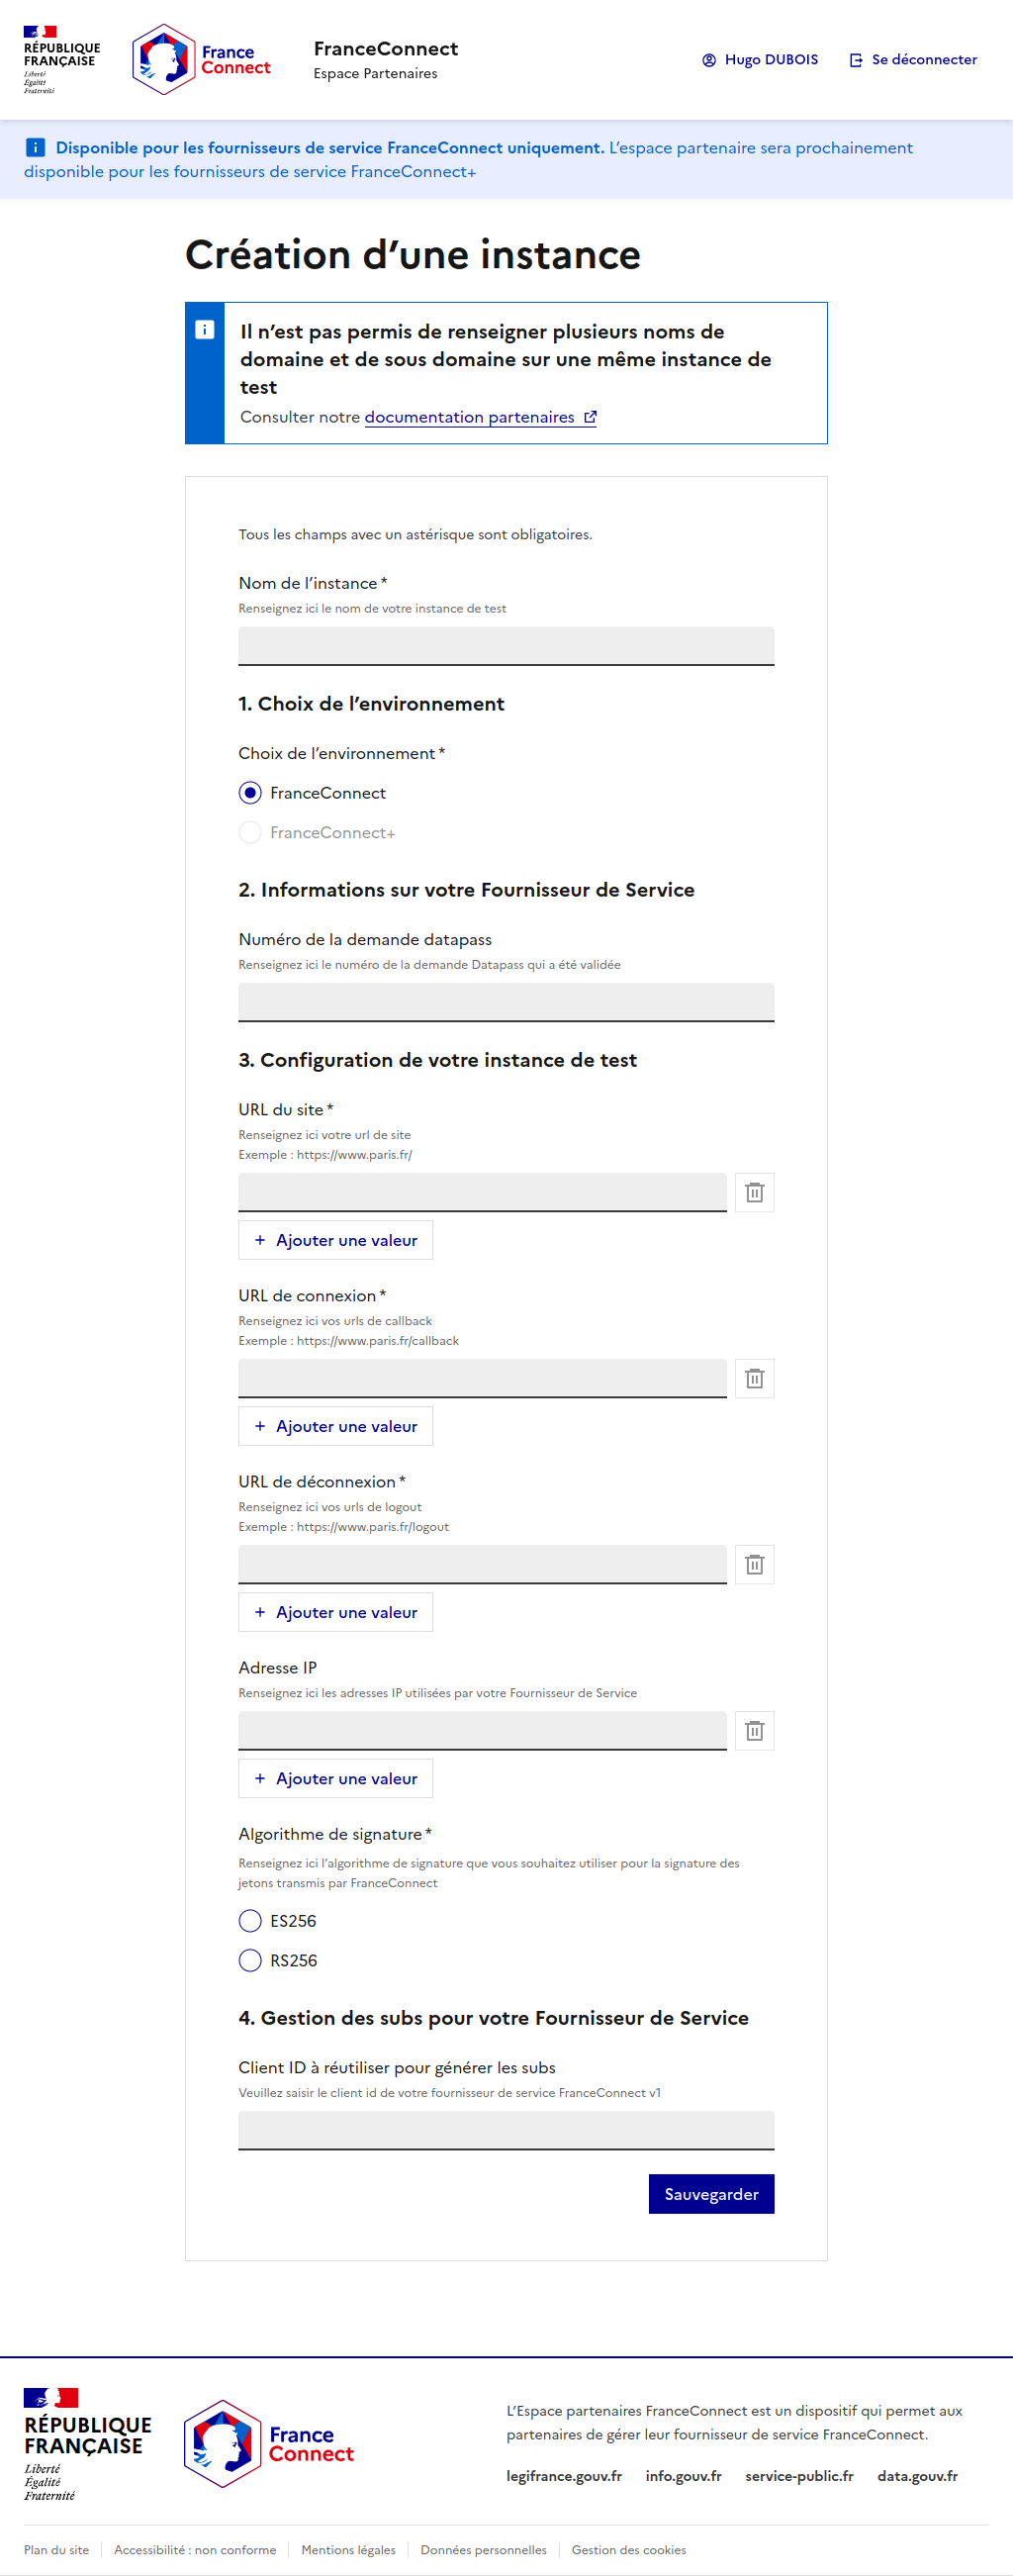 RÉPUBLIQUE
FRANÇAISE
Liberté
Égalité
Fraternité
France
Connect
FranceConnect
Espace Partenaires
Hugo DUBOIS
Se déconnecter
Disponible pour les fournisseurs de service FranceConnect uniquement. L’espace partenaire sera prochainement
disponible pour les fournisseurs de service FranceConnect+
Création d’une instance
Il n’est pas permis de renseigner plusieurs noms de
domaine et de sous domaine sur une même instance de
test
Consulter notre documentation partenaires
Tous les champs avec un astérisque sont obligatoires.
Nom de l’instance *
Renseignez ici le nom de votre instance de test
1. Choix de l’environnement
Choix de l’environnement *
FranceConnect
FranceConnect+
2. Informations sur votre Fournisseur de Service
Numéro de la demande datapass
Renseignez ici le numéro de la demande Datapass qui a été validée
3. Configuration de votre instance de test
URL du site *
Renseignez ici votre url de site
Exemple : https://www.paris.fr/
+ Ajouter une valeur
URL de connexion *
Renseignez ici vos urls de callback
Exemple : https://www.paris.fr/callback
+ Ajouter une valeur
URL de déconnexion *
Renseignez ici vos urls de logout
Exemple : https://www.paris.fr/logout
+ Ajouter une valeur
Adresse IP
Renseignez ici les adresses IP utilisées par votre Fournisseur de Service
+ Ajouter une valeur
Algorithme de signature *
Renseignez ici l’algorithme de signature que vous souhaitez utiliser pour la signature des
jetons transmis par FranceConnect
ES256
RS256
4. Gestion des subs pour votre Fournisseur de Service
Client ID à réutiliser pour générer les subs
Veuillez saisir le client id de votre fournisseur de service FranceConnect v1
Sauvegarder
RÉPUBLIQUE
FRANÇAISE
Liberté
Égalité
Fraternité
France
Connect
L’Espace partenaires FranceConnect est un dispositif qui permet aux
partenaires de gérer leur fournisseur de service FranceConnect.
legifrance.gouv.fr info.gouv.fr service-public.fr data.gouv.fr
Plan du site Accessibilité : non conforme Mentions légales Données personnelles Gestion des cookies